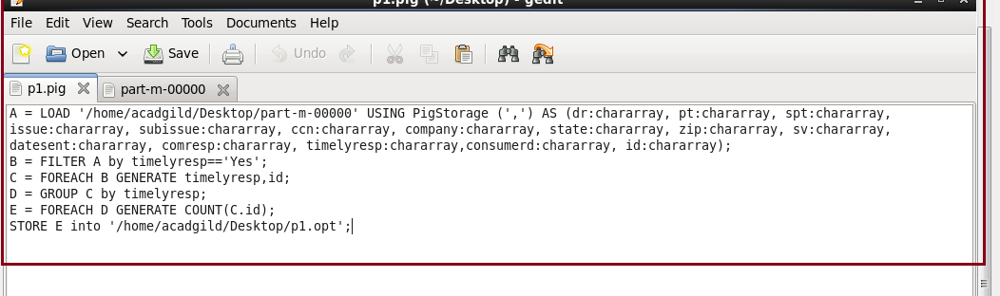 p1.pig (~/Desktop) - gedit
File Edit View Search Tools Documents Help
Open Save Undo
p1.pig part-m-00000
A = LOAD '/home/acadgild/Desktop/part-m-00000' USING PigStorage (',') AS (dr:chararray, pt:chararray, spt:chararray,
issue:chararray, subissue:chararray, ccn:chararray, company:chararray, state:chararray, zip:chararray, sv:chararray,
datesent:chararray, comresp:chararray, timelyresp:chararray,consumerd:chararray, id:chararray);
B = FILTER A by timelyresp=='Yes';
C = FOREACH B GENERATE timelyresp,id;
D = GROUP C by timelyresp;
E = FOREACH D GENERATE COUNT(C.id);
STORE E into '/home/acadgild/Desktop/p1.opt';